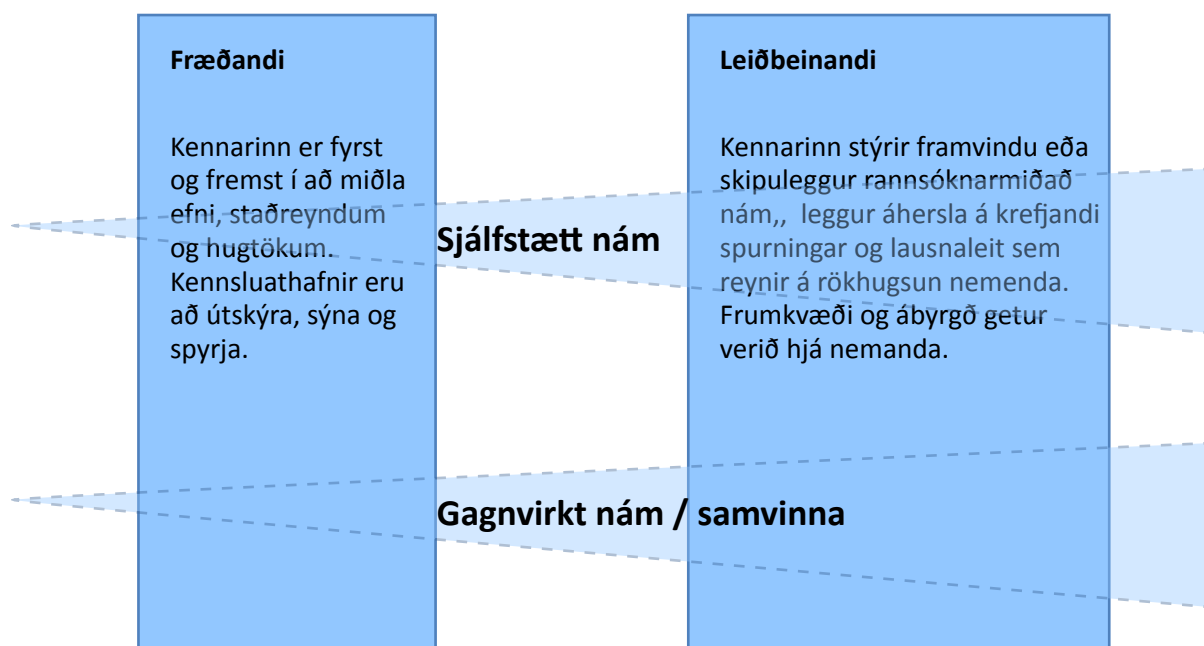 Fræðandi
Kennarinn er fyrst
og fremst í að miðla
efni, staðreyndum
og hugtökum.
Kennsluathafnir eru
að útskýra, sýna og
spyrja.
Leiðbeinandi
Kennarinn stýrir framvindu eða
skipuleggur rannsóknarmiðað
nám,, leggur áhersla á krefjandi
spurningar og lausnaleit sem
reynir á rökhugsun nemenda.
Frumkvæði og ábyrgð getur
verið hjá nemanda.
Sjálfstætt nám
Gagnvirkt nám / samvinna